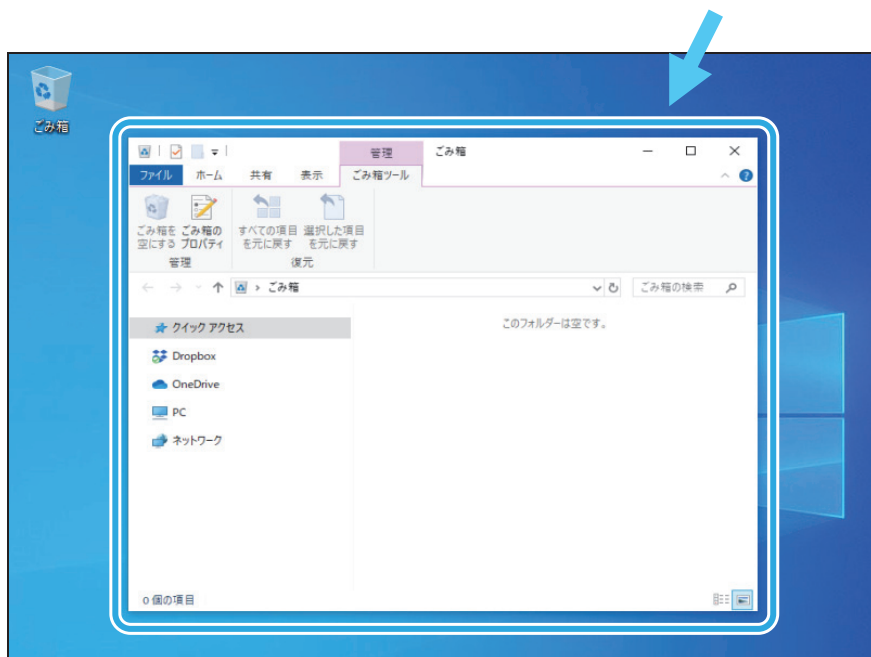 ごみ箱
管理
ごみ箱
ファイル
ホーム
共有
表示
ごみ箱ツール
ごみ箱を
空にする
ごみ箱の
プロパティ
すべての項目
を元に戻す
選択した項目
を元に戻す
管理
復元
ごみ箱
ごみ箱の検索
クイック アクセス
Dropbox
OneDrive
PC
ネットワーク
このフォルダーは空です。
0 個の項目